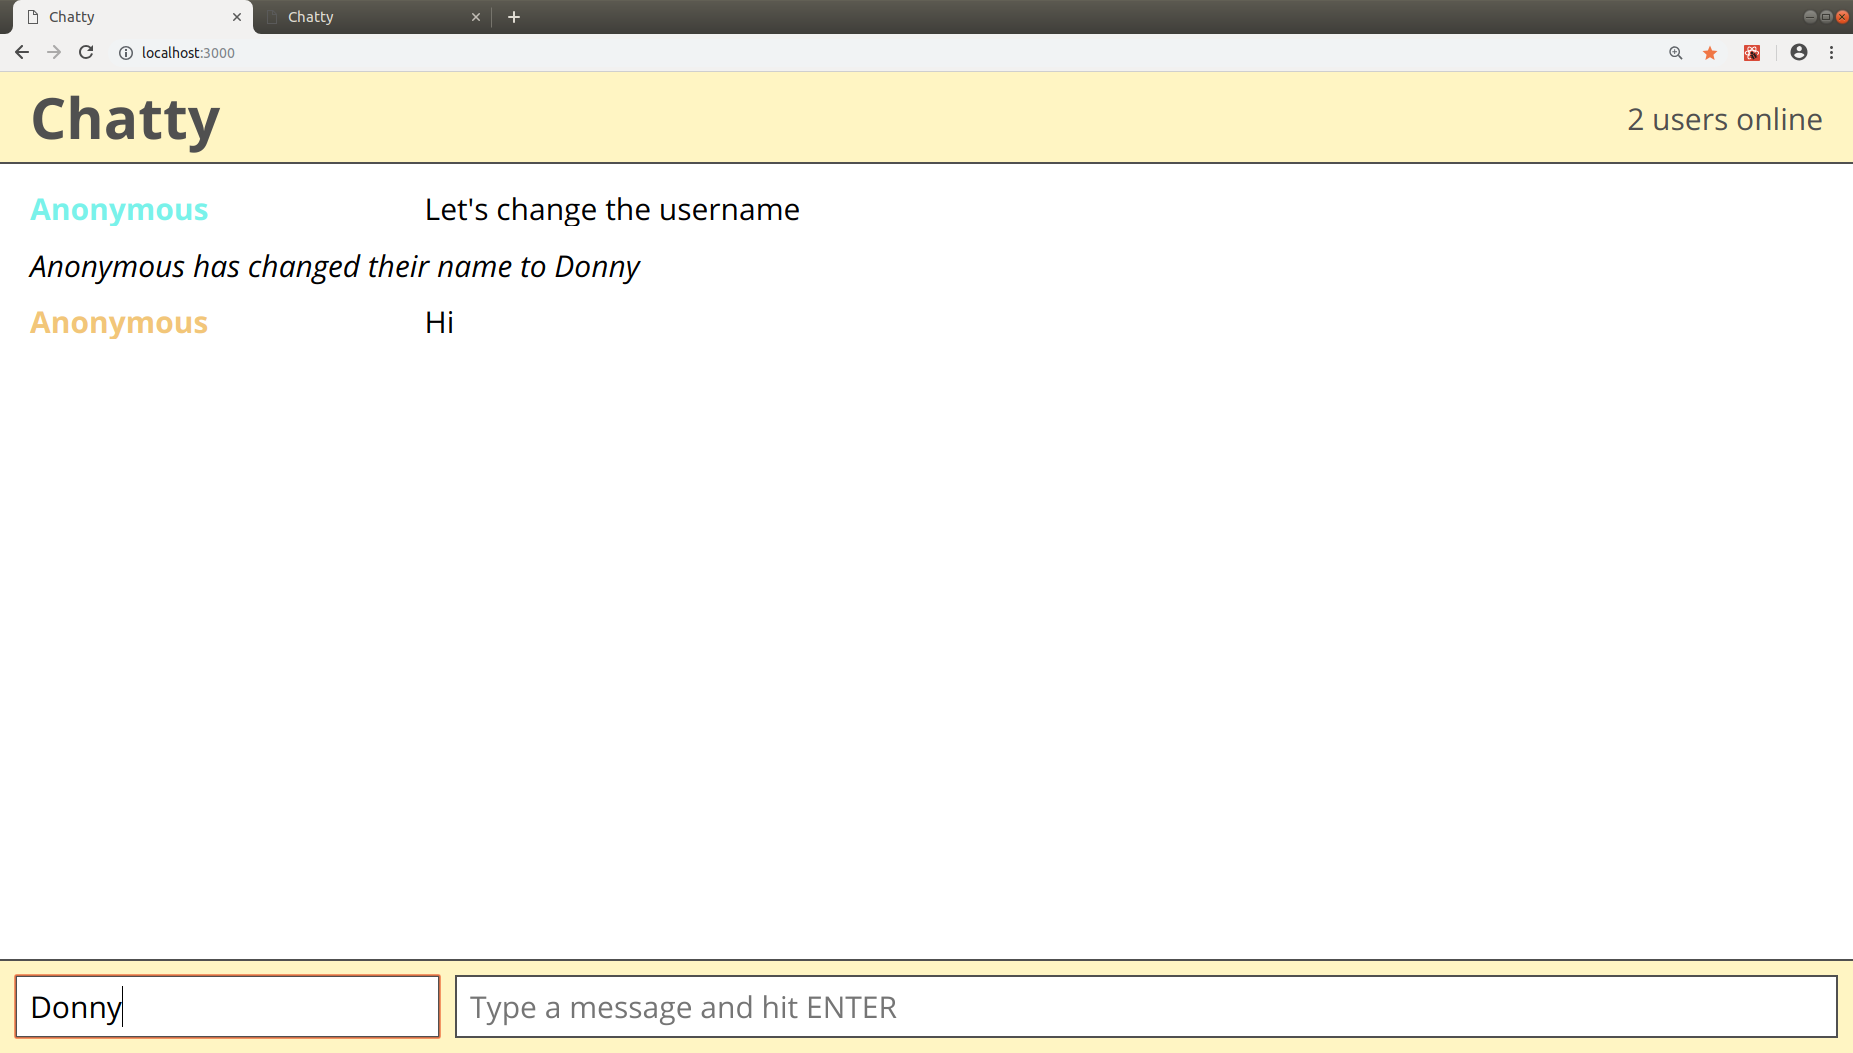 Chatty
Chatty
localhost:3000
Chatty
2 users online
Anonymous Let's change the username
Anonymous has changed their name to Donny
Anonymous Hi
Donny
Type a message and hit ENTER